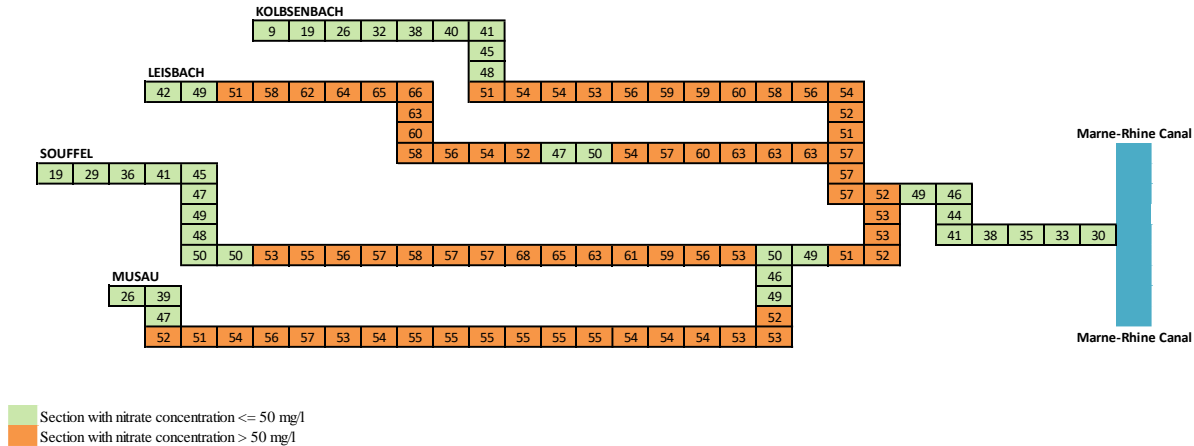 KOLBSENBACH
9 19 26 32 38 40 41
45
LEISBACH 48
42 49 51 58 62 64 65 66 51 54 54 53 56 59 59 60 58 56 54
63 52
60 51 Marne-Rhine Canal
SOUFFEL 58 56 54 52 47 50 54 57 60 63 63 63 57
19 29 36 41 45 57
47 57 52 49 46
49 53 44
48 53 41 38 35 33 30
50 50 53 55 56 57 58 57 57 68 65 63 61 59 56 53 50 49 51 52
MUSAU 46
26 39 49
47 52
52 51 54 56 57 53 54 55 55 55 55 55 54 54 54 53 53 Marne-Rhine Canal
Section with nitrate concentration <= 50 mg/l
Section with nitrate concentration > 50 mg/l